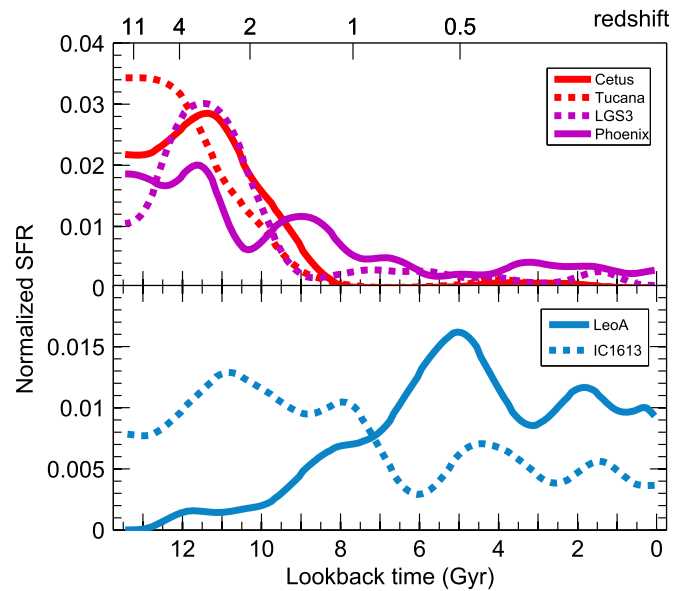 redshift
11 4 2 1 0.5
0.04
Cetus
Tucana
LGS3
Phoenix
0.03
0.02
0.01
0
Normalized SFR
LeoA
IC1613
0.015
0.010
0.005
0
12 10 8 6 4 2 0
Lookback time (Gyr)